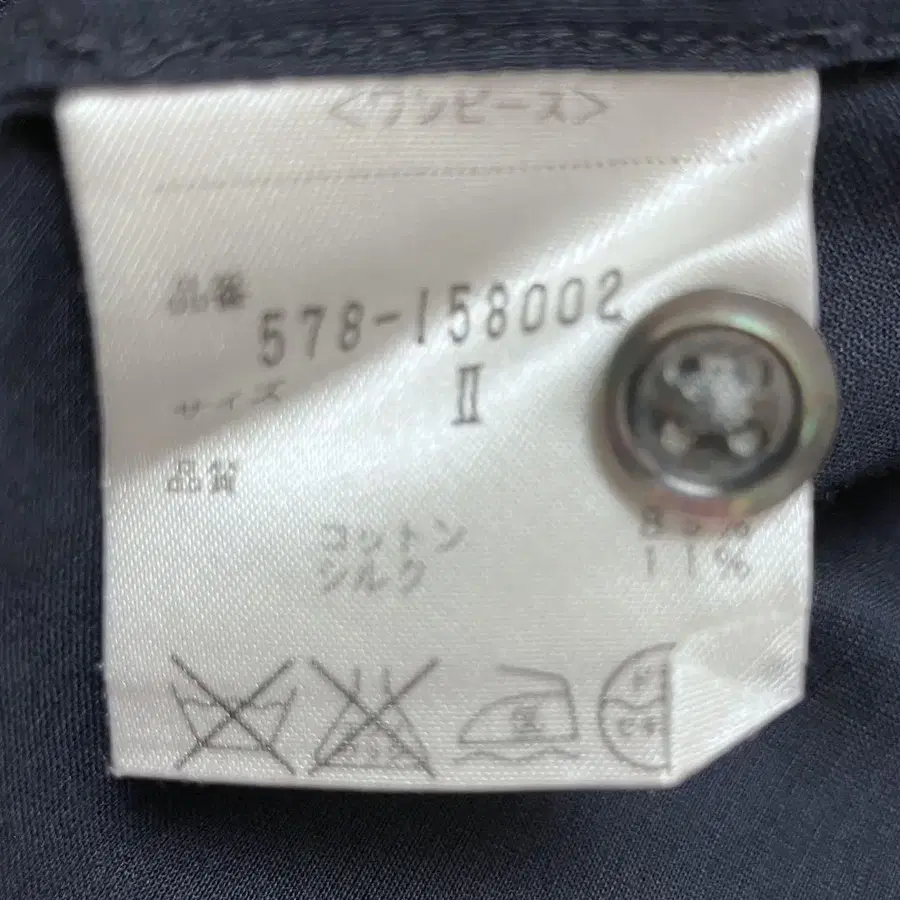 <ワンピース>
品番
578-158002
サイズ
II
品質
コットン
シルク 11%